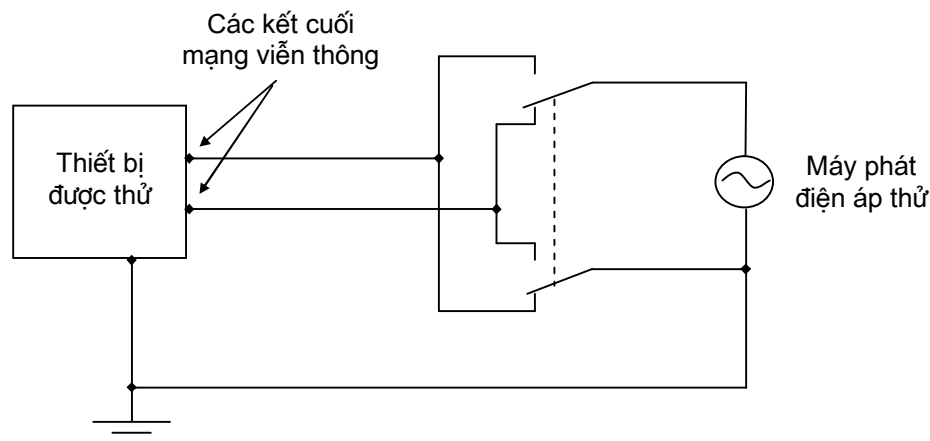 Các kết cuối
mạng viễn thông
Thiết bị
được thử
Máy phát
điện áp thử